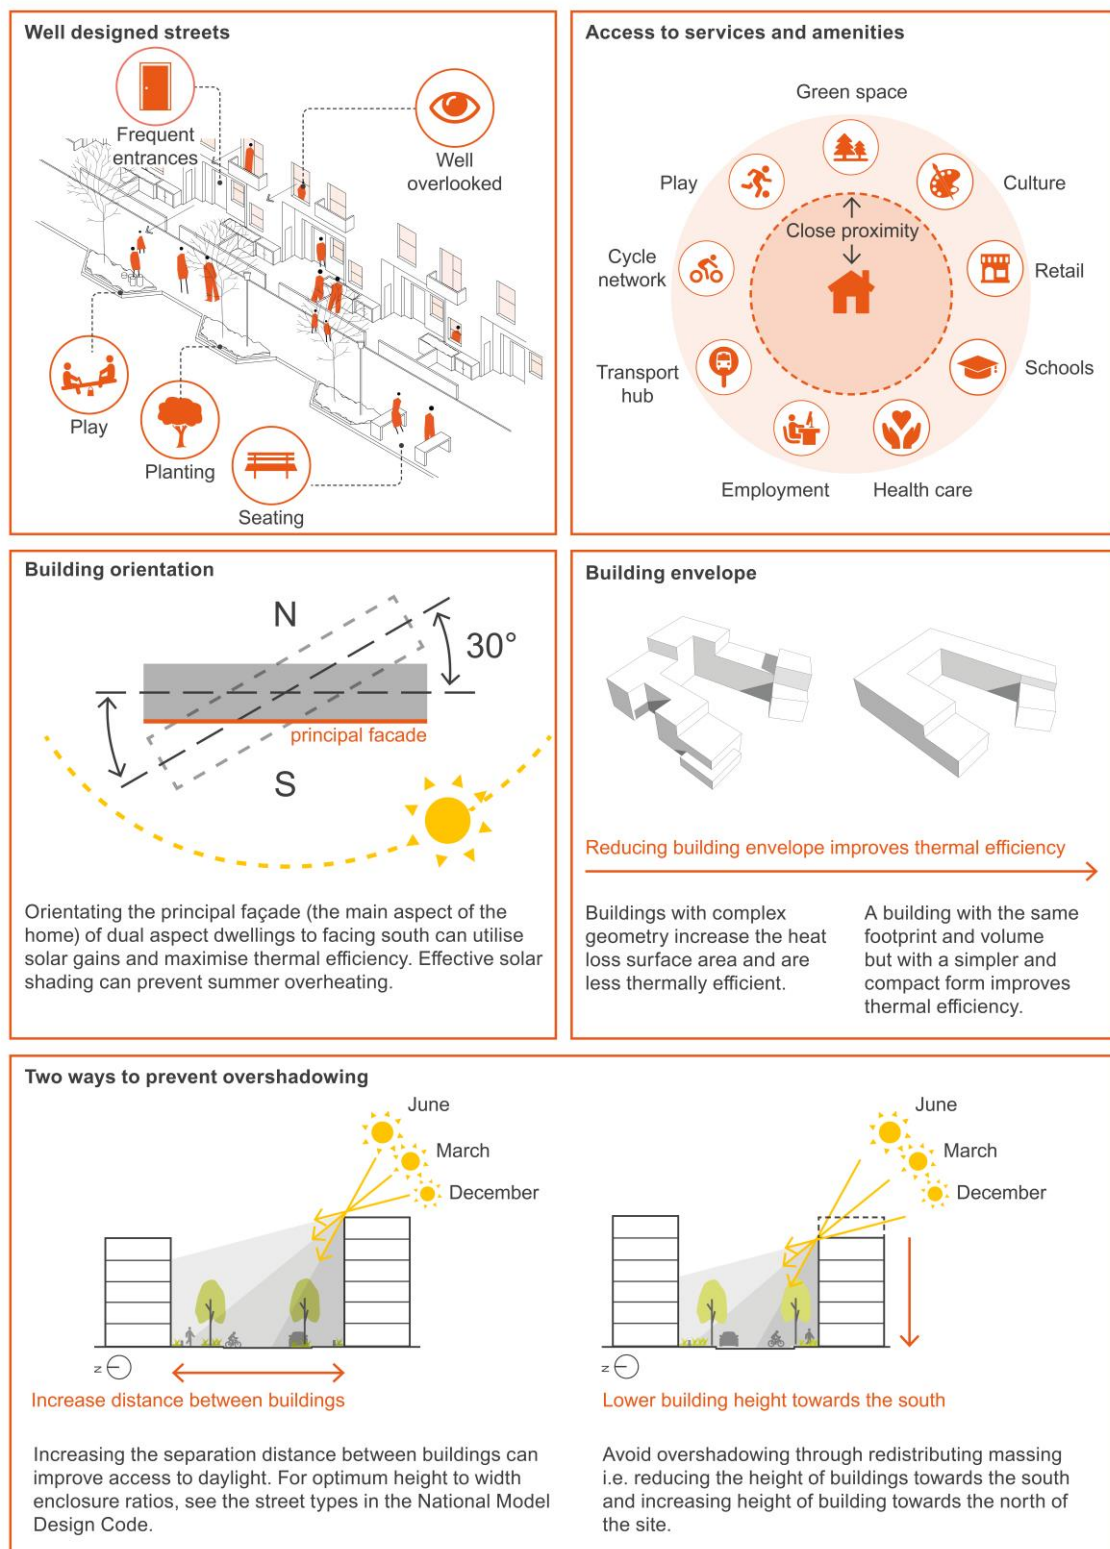 Well designed streets
Frequent
entrances
Well
overlooked
Play
Planting
Seating
Access to services and amenities
Green space
Play
Culture
Close proximity
Cycle
network
Retail
Transport
hub
Schools
Employment
Health care
Building orientation
N
30°
principal facade
S
Orientating the principal façade (the main aspect of the
home) of dual aspect dwellings to facing south can utilise
solar gains and maximise thermal efficiency. Effective solar
shading can prevent summer overheating.
Building envelope
Reducing building envelope improves thermal efficiency
Buildings with complex
geometry increase the heat
loss surface area and are
less thermally efficient.
A building with the same
footprint and volume
but with a simpler and
compact form improves
thermal efficiency.
Two ways to prevent overshadowing
June
March
December
N
Increase distance between buildings
Increasing the separation distance between buildings can
improve access to daylight. For optimum height to width
enclosure ratios, see the street types in the National Model
Design Code.
June
March
December
N
Lower building height towards the south
Avoid overshadowing through redistributing massing
i.e. reducing the height of buildings towards the south
and increasing height of building towards the north of
the site.